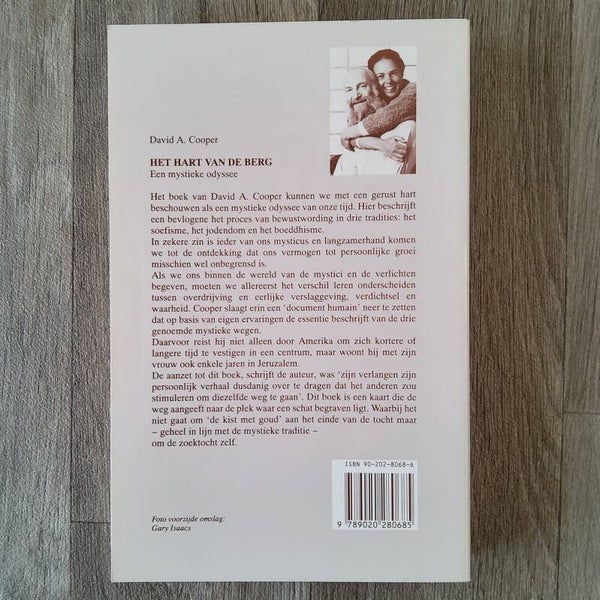 David A. Cooper
HET HART VAN DE BERG
Een mystieke odyssee
Het boek van David A. Cooper kunnen we met een gerust hart
beschouwen als een mystieke odyssee van onze tijd. Hier beschrijft
een bevlogene het proces van bewustwording in drie tradities: het
soefisme, het jodendom en het boeddhisme.
In zekere zin is ieder van ons mysticus en langzamerhand komen
we tot de ontdekking dat ons vermogen tot persoonlijke groei
misschien wel onbegrensd is.
Als we ons binnen de wereld van de mystici en de verlichten
begeven, moeten we allereerst het verschil leren onderscheiden
tussen overdrijving en eerlijke verslaggeving, verdichtsel en
waarheid. Cooper slaagt erin een ‘document humain’ neer te zetten
dat op basis van eigen ervaringen de essentie beschrijft van de drie
genoemde mystieke wegen.
Daarvoor reist hij niet alleen door Amerika om zich kortere of
langere tijd te vestigen in een centrum, maar woont hij met zijn
vrouw ook enkele jaren in Jeruzalem.
De aanzet tot dit boek, schrijft de auteur, was ‘zijn verlangen zijn
persoonlijk verhaal dusdanig over te dragen dat het anderen zou
stimuleren om diezelfde weg te gaan’. Dit boek is een kaart die de
weg aangeeft naar de plek waar een schat begraven ligt. Waarbij het
niet gaat om ‘de kist met goud’ aan het einde van de tocht maar
– geheel in lijn met de mystieke traditie –
om de zoektocht zelf.
ISBN 90-202-8068-6
9 789020 280685
Foto voorzijde omslag:
Gary Isaacs